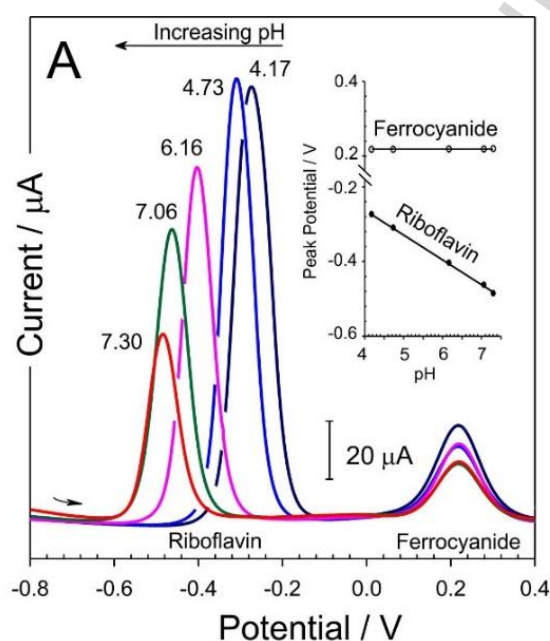 A
Increasing pH
4.73
4.17
6.16
7.06
7.30
Current / μA
0.4
Ferrocyanide
0.2
-0.2
Riboflavin
-0.4
-0.6
Peak Potential / V
4
5
6
7
pH
20 μA
Riboflavin
Ferrocyanide
-0.8
-0.6
-0.4
-0.2
0.0
0.2
0.4
Potential / V